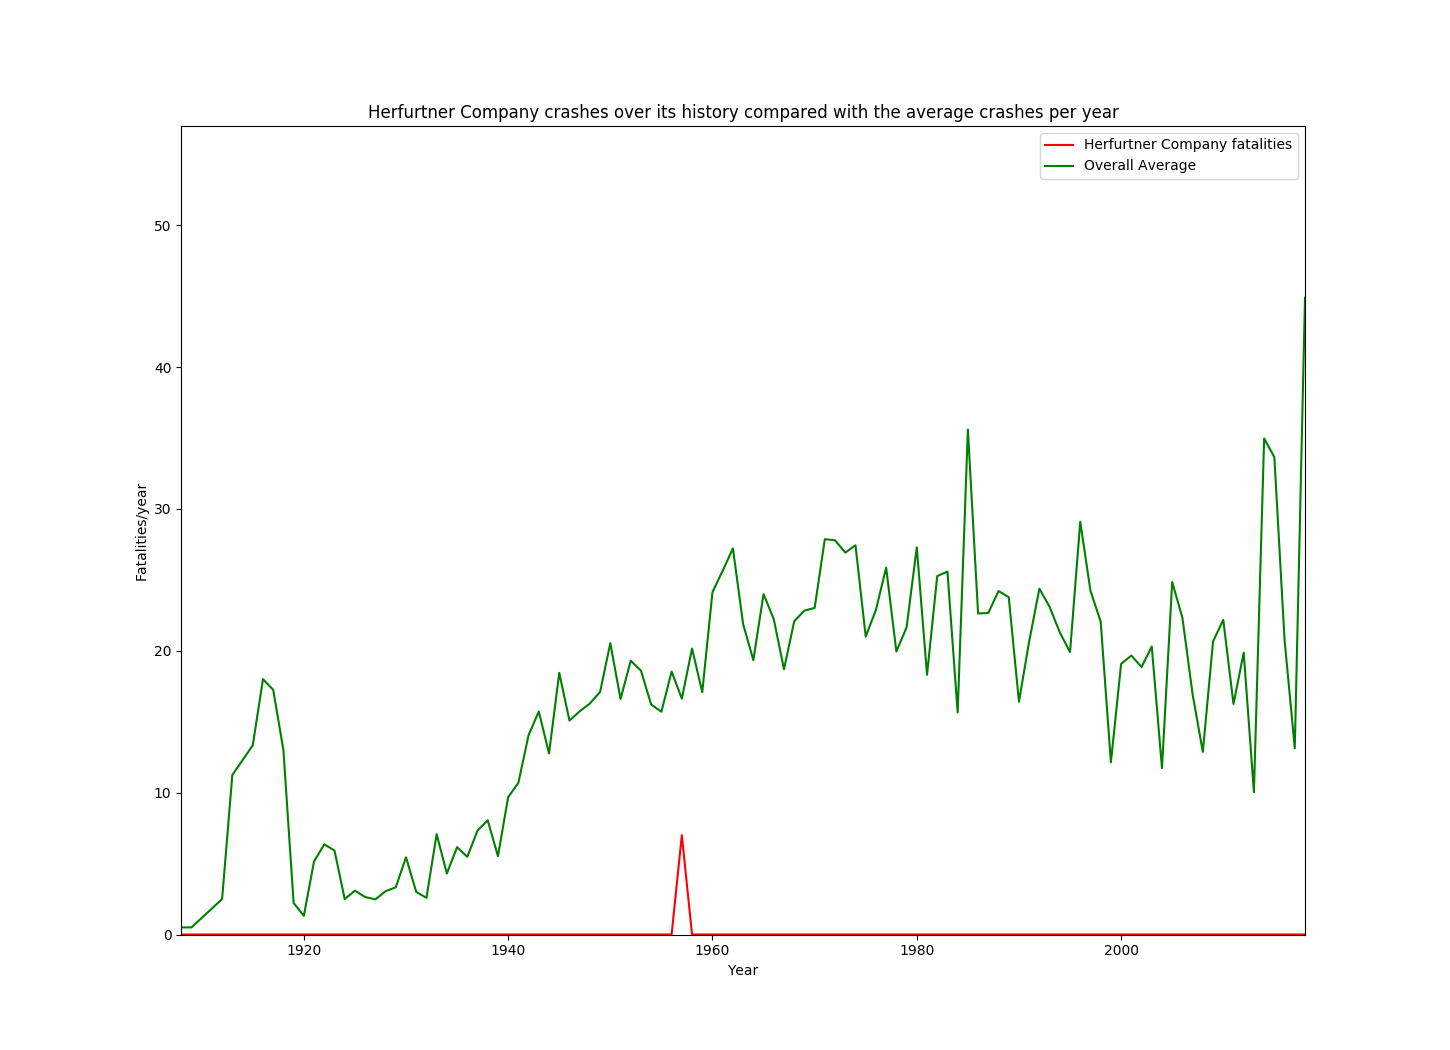 Herfurtner Company crashes over its history compared with the average crashes per year
Herfurtner Company fatalities
Overall Average
50
40
30
20
10
0
Fatalities/year
1920 1940 1960 1980 2000
Year